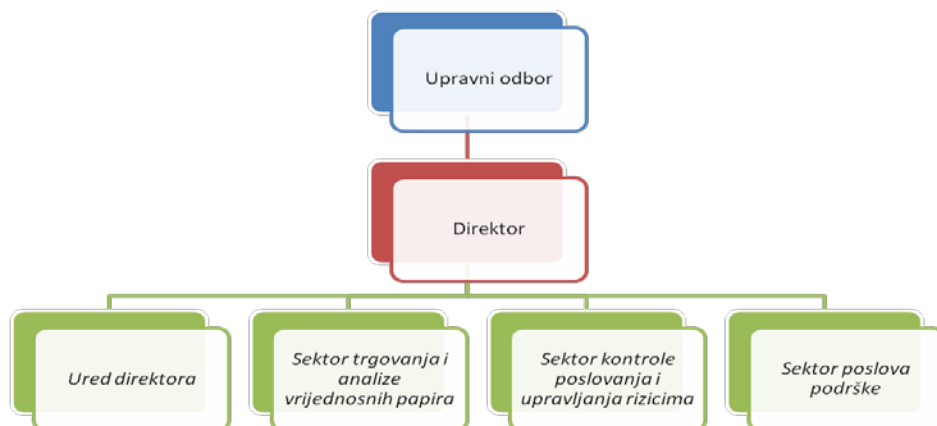 Upravni odbor
Direktor
Ured direktora
Sektor trgovanja i
analize
vrijednosnih papira
Sektor kontrole
poslovanja i
upravljanja rizicima
Sektor poslova
podrške